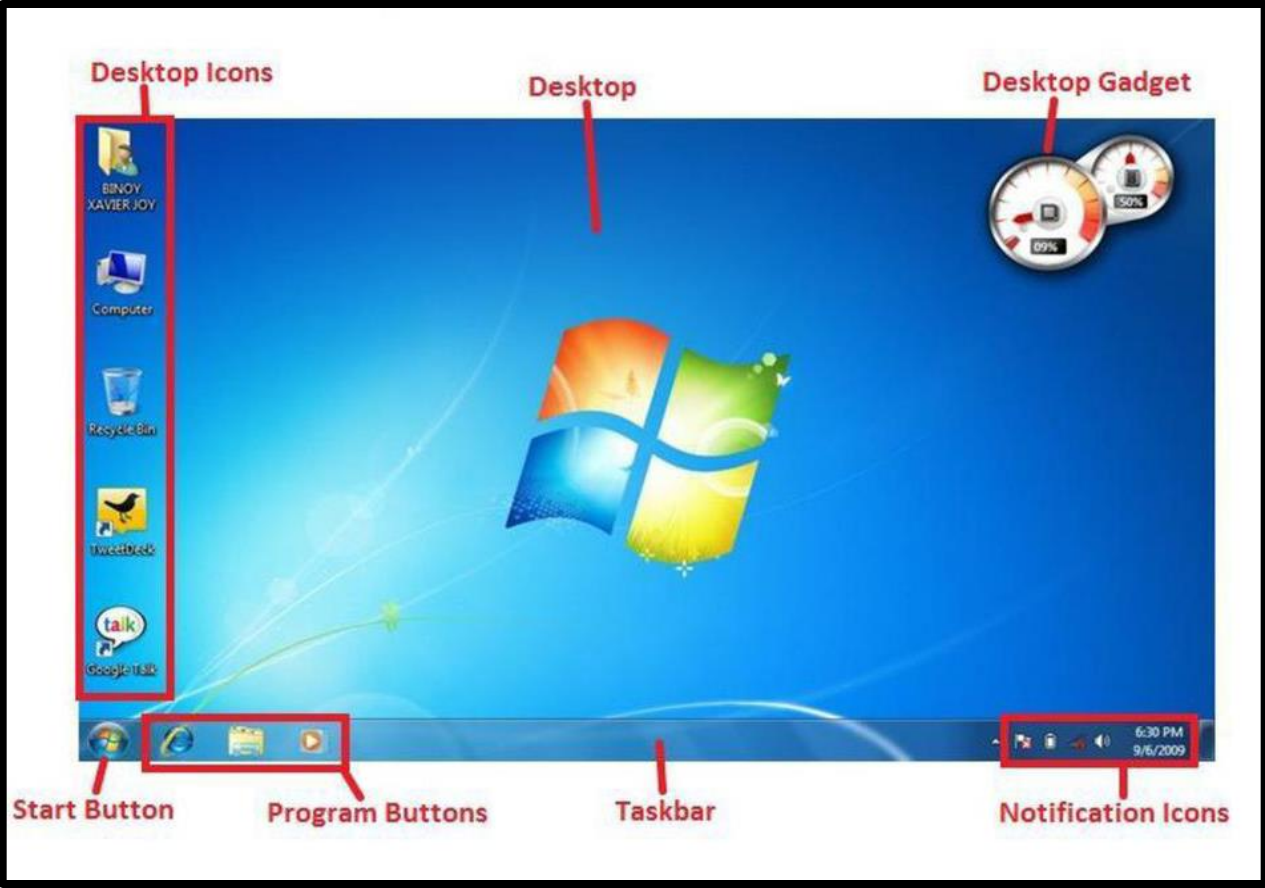 Desktop Icons
Desktop
Desktop Gadget
BINOY
XAVIER JOY
50%
09%
Computer
Recycle Bin
TweetDeck
talk
Google Talk
6:30 PM
9/6/2009
Start Button
Program Buttons
Taskbar
Notification Icons